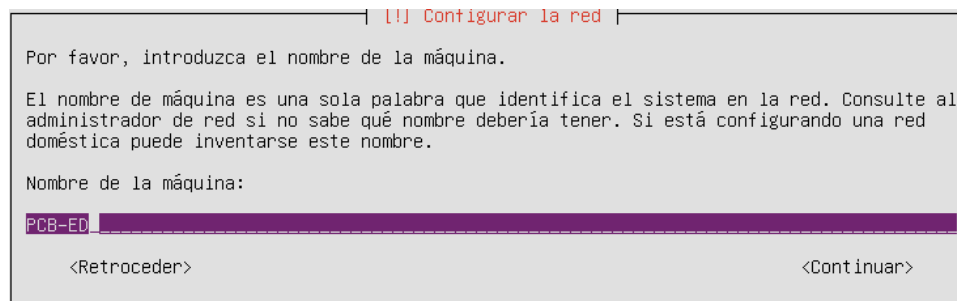 [!] Configurar la red
Por favor, introduzca el nombre de la máquina.
El nombre de máquina es una sola palabra que identifica el sistema en la red. Consulte al
administrador de red si no sabe qué nombre debería tener. Si está configurando una red
doméstica puede inventarse este nombre.
Nombre de la máquina:
PCB-ED
<Retroceder> <Continuar>